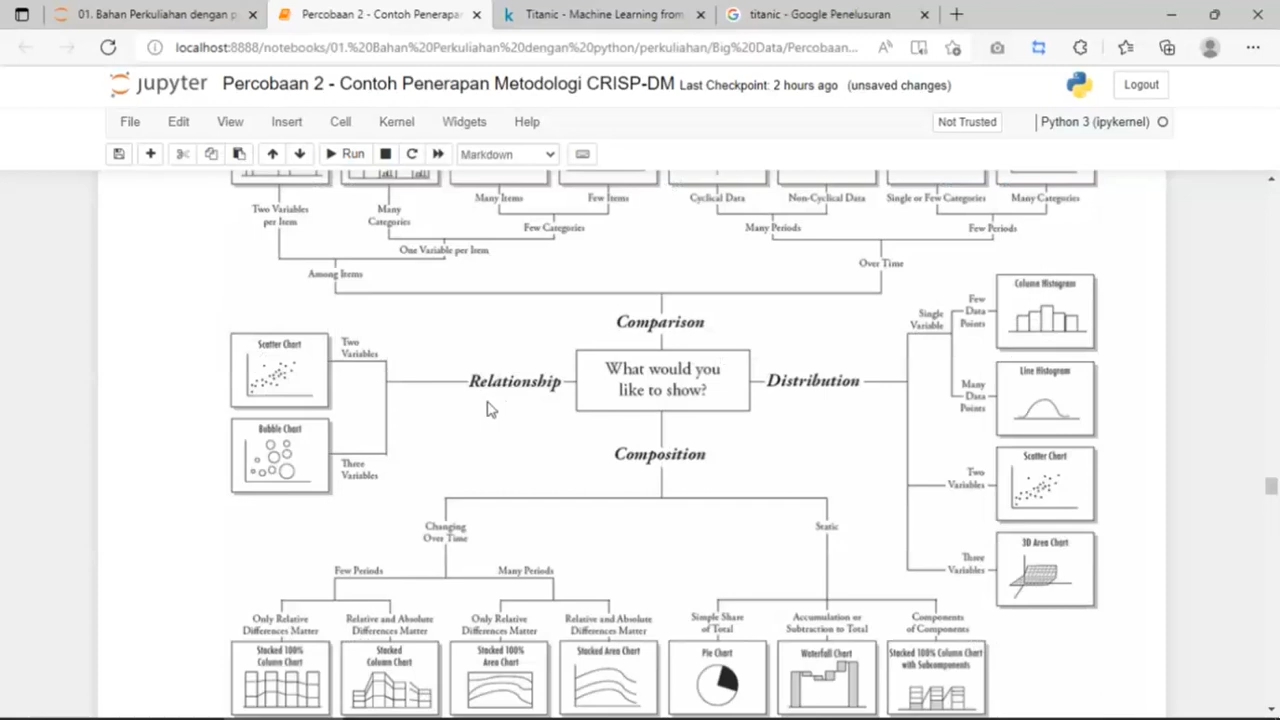 01. Bahan Perkuliahan dengan p
Percobaan 2 - Contoh Penerapa
Titanic - Machine Learning from
titanic - Google Penelusuran
localhost:8888/notebooks/01.%20Bahan%20Perkuliahan%20dengan%20python/perkuliahan/Big%20Data/Percobaan...
jupyter Percobaan 2 - Contoh Penerapan Metodologi CRISP-DM Last Checkpoint: 2 hours ago (unsaved changes)
Logout
File Edit View Insert Cell Kernel Widgets Help
Not Trusted
Python 3 (ipykernel)
Run
Markdown
Two Variables
per Item
Many
Categories
Many Items
Few Items
Cyclical Data
Non-Cyclical Data
Single or Few Categories
Many Categories
Few Categories
Many Periods
Few Periods
One Variable per Item
Among Items
Over Time
Comparison
What would you
like to show?
Relationship
Scatter Chart
Two
Variables
Bubble Chart
Three
Variables
Distribution
Single
Variable
Few
Data
Points
Column Histogram
Many
Data
Points
Line Histogram
Two
Variables
Scatter Chart
Three
Variables
3D Area Chart
Composition
Changing
Over Time
Static
Few Periods
Many Periods
Only Relative
Differences Matter
Relative and Absolute
Differences Matter
Only Relative
Differences Matter
Relative and Absolute
Differences Matter
Simple Share
of Total
Accumulation or
Subtraction to Total
Components
of Components
Stacked 100%
Column Chart
Stacked
Column Chart
Stacked 100%
Area Chart
Stacked Area Chart
Pie Chart
Waterfall Chart
Stacked 100% Column Chart
with Subcomponents